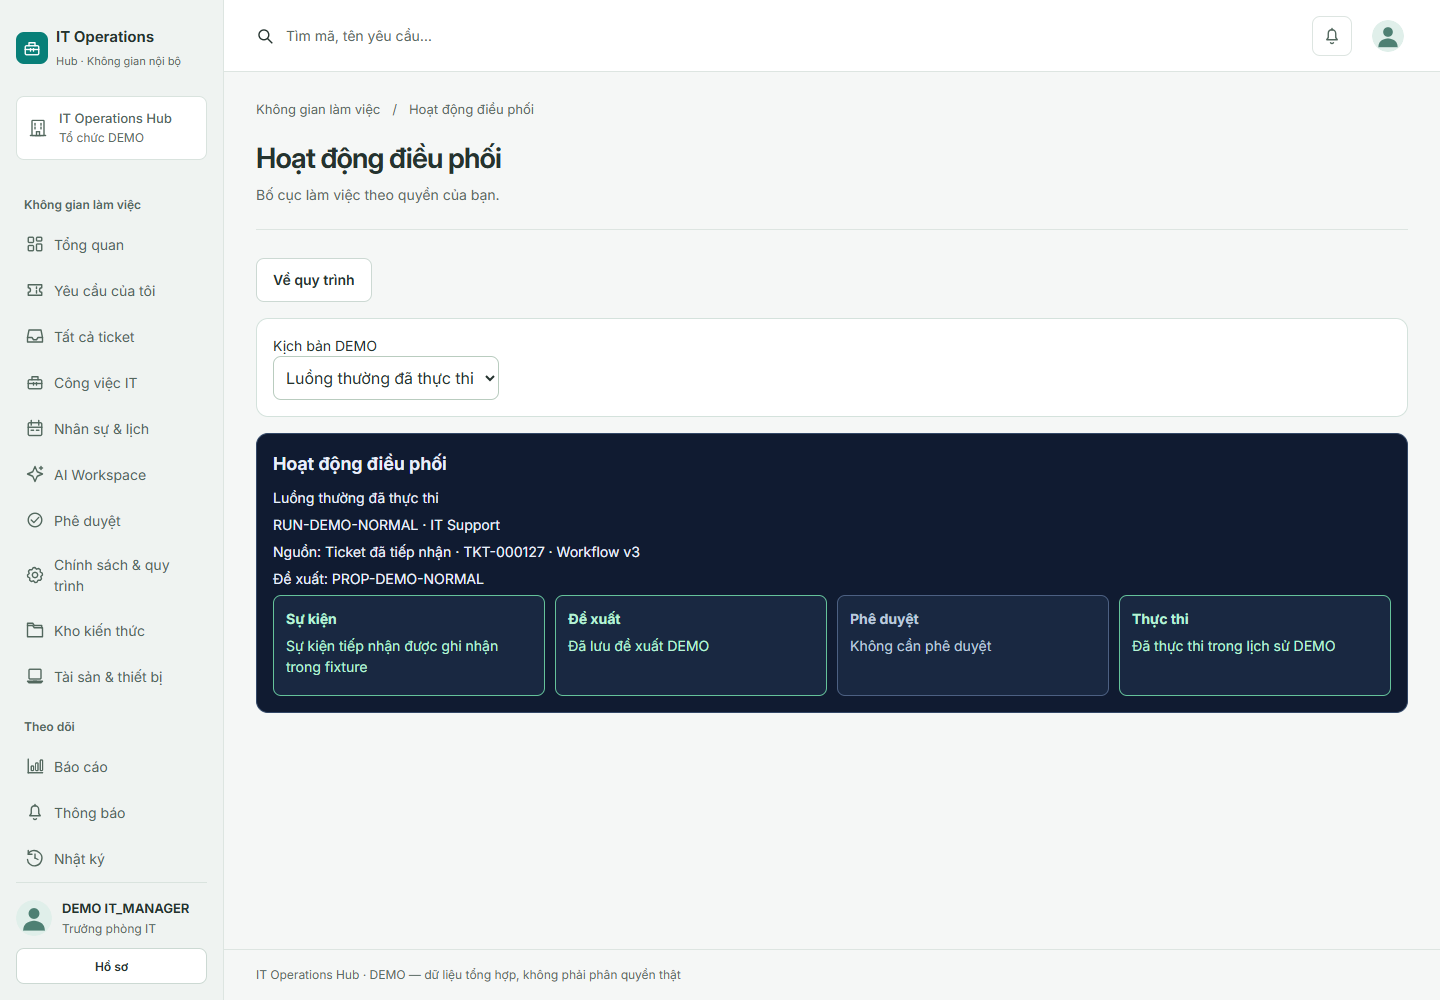 IT Operations
Hub · Không gian nội bộ
IT Operations Hub
Tổ chức DEMO
Không gian làm việc
Tổng quan
Yêu cầu của tôi
Tất cả ticket
Công việc IT
Nhân sự & lịch
AI Workspace
Phê duyệt
Chính sách & quy
trình
Kho kiến thức
Tài sản & thiết bị
Theo dõi
Báo cáo
Thông báo
Nhật ký
DEMO IT_MANAGER
Trưởng phòng IT
Hồ sơ
Tìm mã, tên yêu cầu...
Không gian làm việc / Hoạt động điều phối
Hoạt động điều phối
Bố cục làm việc theo quyền của bạn.
Về quy trình
Kịch bản DEMO
Luồng thường đã thực thi
Hoạt động điều phối
Luồng thường đã thực thi
RUN-DEMO-NORMAL · IT Support
Nguồn: Ticket đã tiếp nhận · TKT-000127 · Workflow v3
Đề xuất: PROP-DEMO-NORMAL
Sự kiện
Sự kiện tiếp nhận được ghi nhận
trong fixture
Đề xuất
Đã lưu đề xuất DEMO
Phê duyệt
Không cần phê duyệt
Thực thi
Đã thực thi trong lịch sử DEMO
IT Operations Hub · DEMO — dữ liệu tổng hợp, không phải phân quyền thật